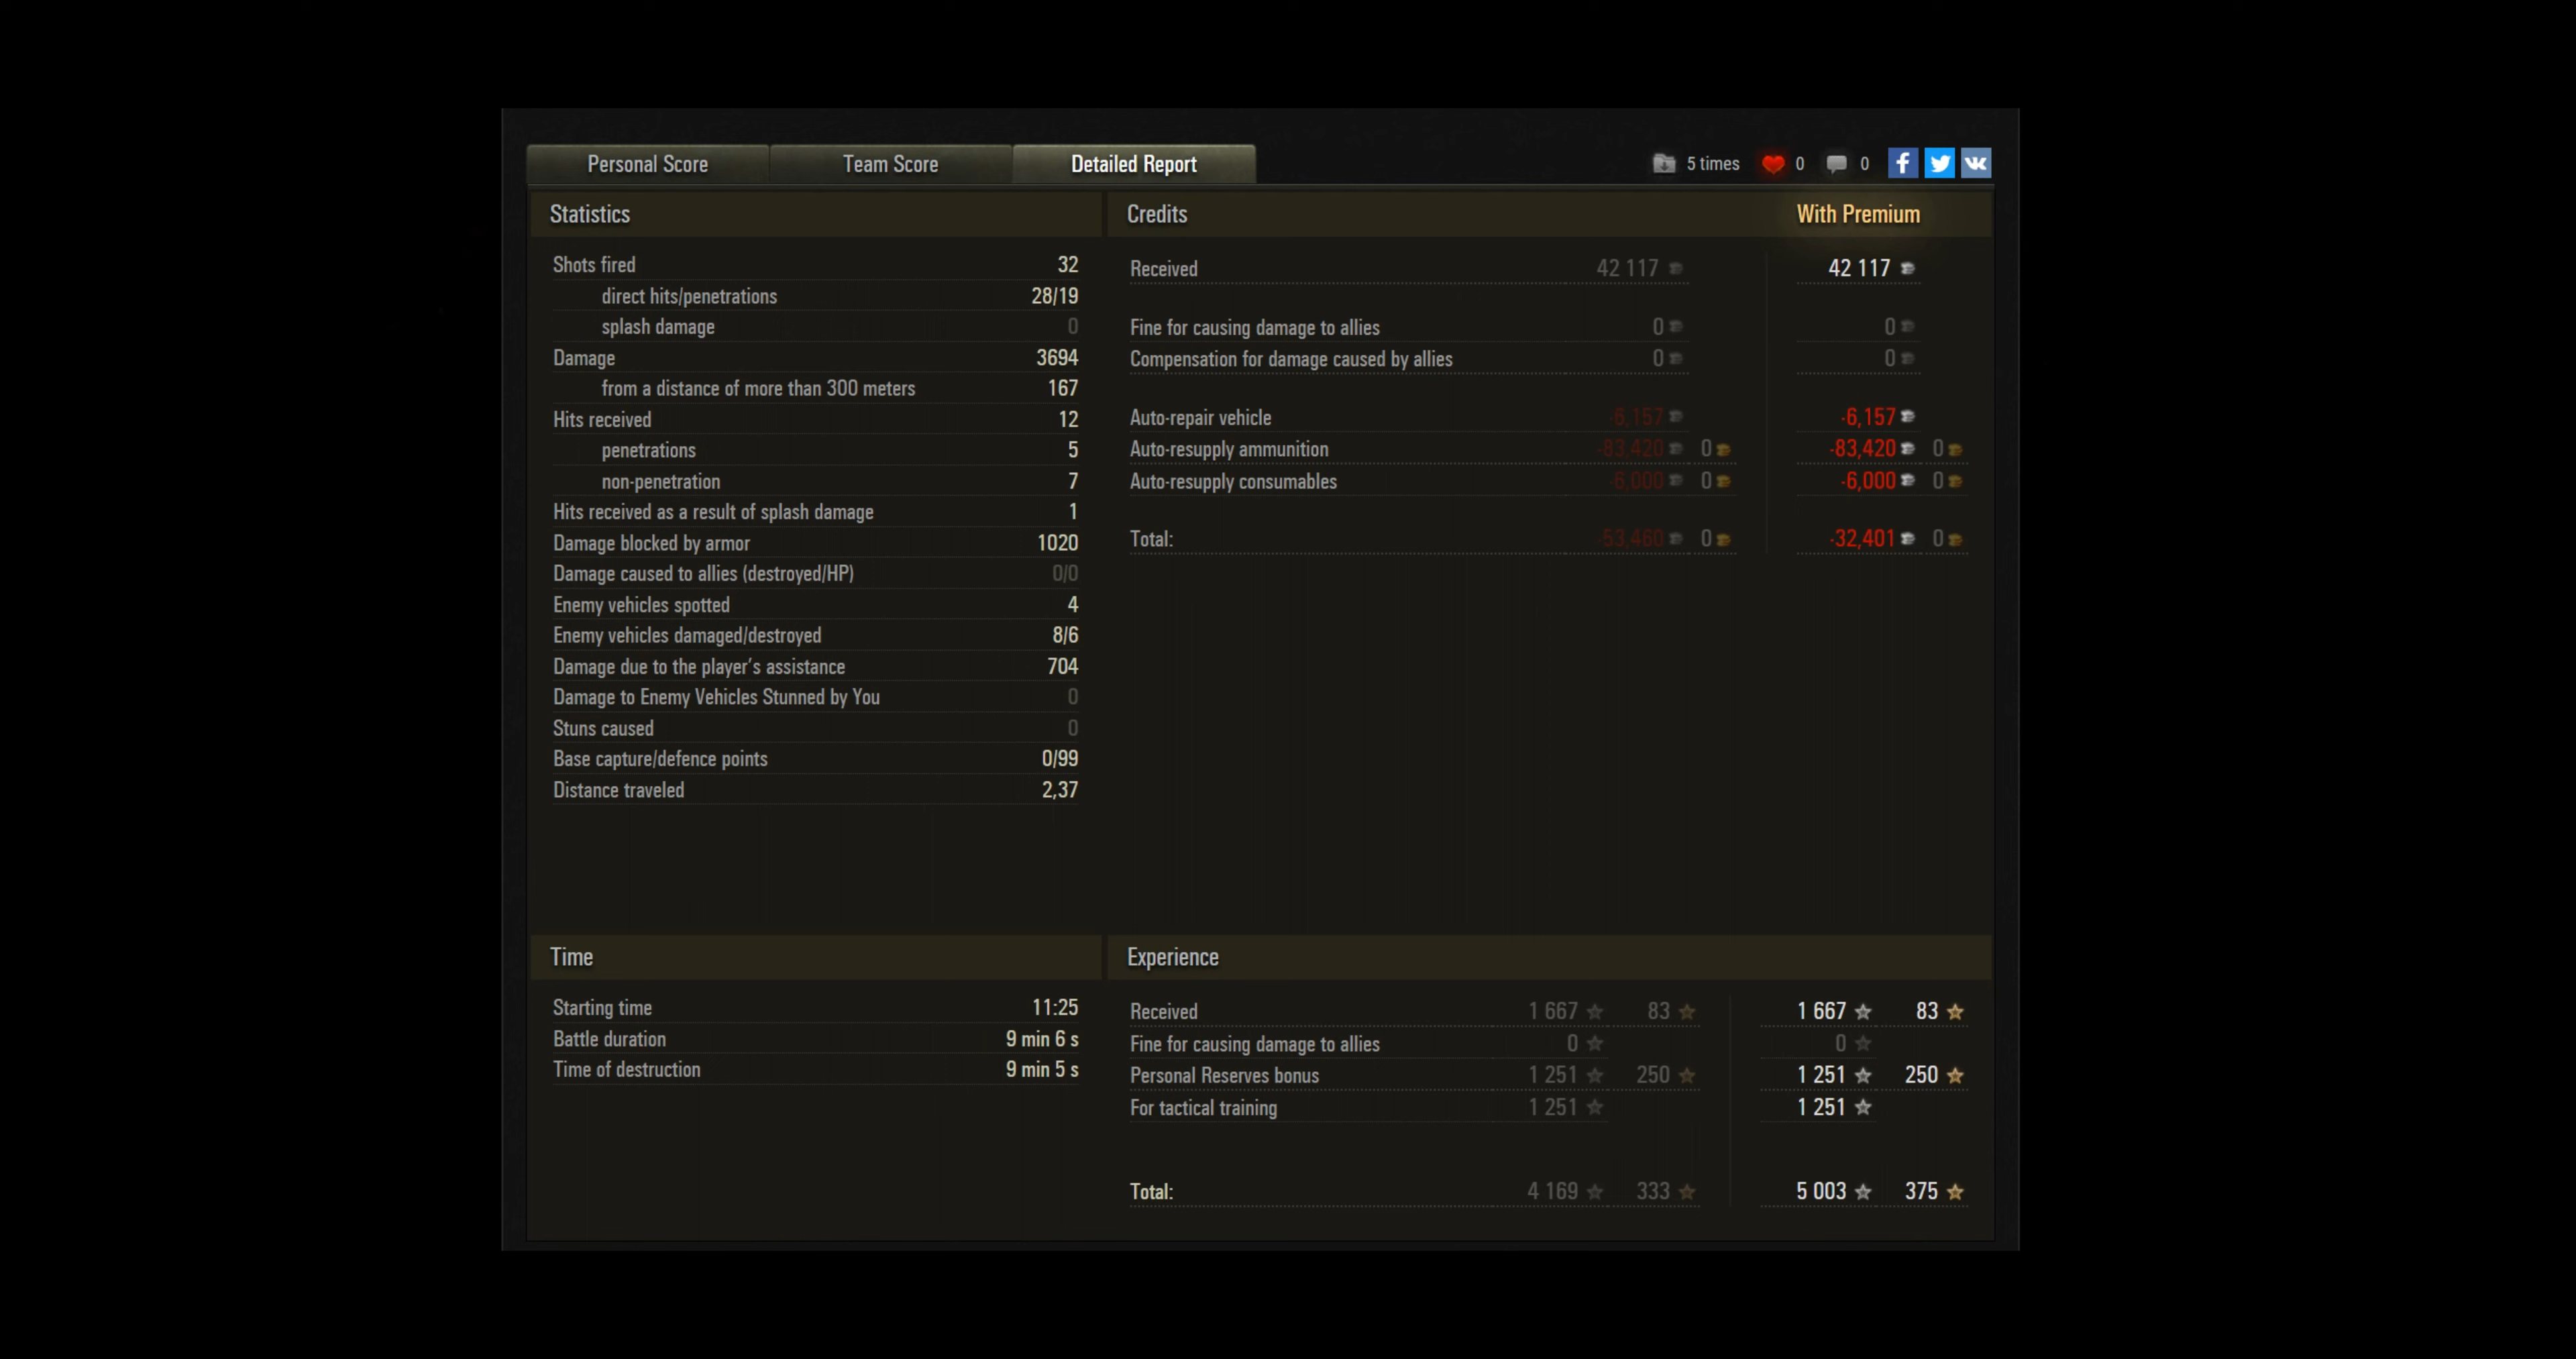 Personal Score Team Score Detailed Report 5 times 0 0
Statistics
Shots fired 32
direct hits/penetrations 28/19
splash damage 0
Damage 3694
from a distance of more than 300 meters 167
Hits received 12
penetrations 5
non-penetration 7
Hits received as a result of splash damage 1
Damage blocked by armor 1020
Damage caused to allies (destroyed/HP) 0/0
Enemy vehicles spotted 4
Enemy vehicles damaged/destroyed 8/6
Damage due to the player's assistance 704
Damage to Enemy Vehicles Stunned by You 0
Stuns caused 0
Base capture/defence points 0/99
Distance traveled 2,37
Credits With Premium
Received 42 117 42 117
Fine for causing damage to allies 0 0
Compensation for damage caused by allies 0 0
Auto-repair vehicle -6,157 -6,157
Auto-resupply ammunition -83,420 0 -83,420 0
Auto-resupply consumables -6,000 0 -6,000 0
Total: -53,460 0 -32,401 0
Time
Starting time 11:25
Battle duration 9 min 6 s
Time of destruction 9 min 5 s
Experience
Received 1 667 83 1 667 83
Fine for causing damage to allies 0 0
Personal Reserves bonus 1 251 250 1 251 250
For tactical training 1 251 1 251
Total: 4 169 333 5 003 375